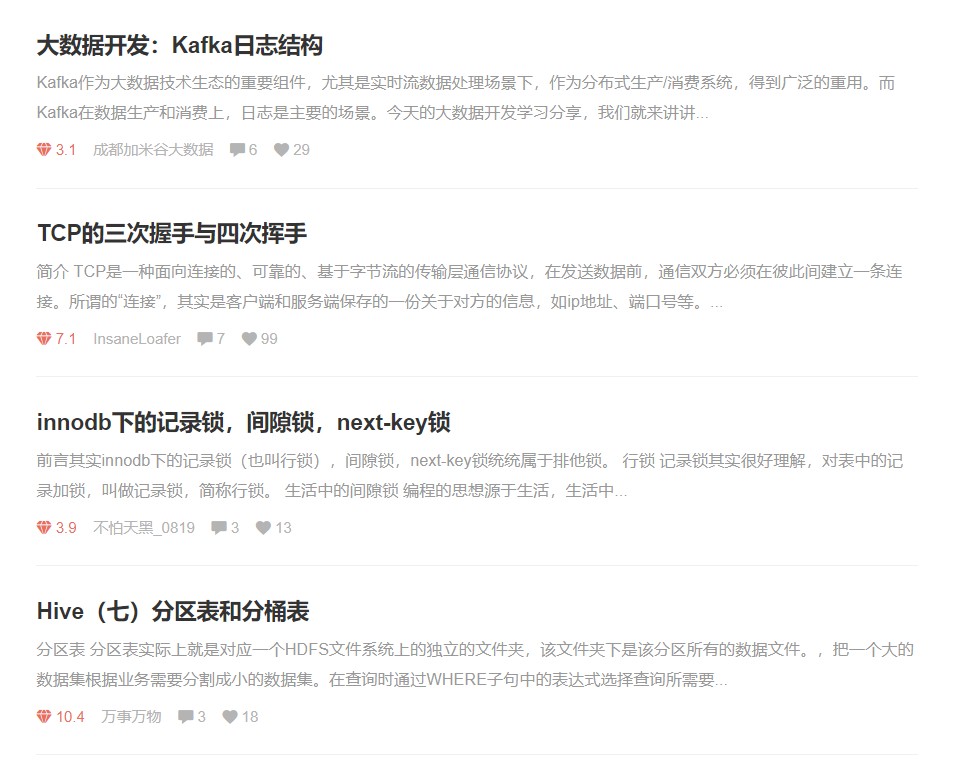 大数据开发：Kafka日志结构
Kafka作为大数据技术生态的重要组件，尤其是实时流数据处理场景下，作为分布式生产/消费系统，得到广泛的重用。而
Kafka在数据生产和消费上，日志是主要的场景。今天的大数据开发学习分享，我们就来讲讲...
3.1 成都加米谷大数据 6 29
TCP的三次握手与四次挥手
简介 TCP是一种面向连接的、可靠的、基于字节流的传输层通信协议，在发送数据前，通信双方必须在彼此间建立一条连
接。所谓的“连接”，其实是客户端和服务端保存的一份关于对方的信息，如ip地址、端口号等。...
7.1 InsaneLoafer 7 99
innodb下的记录锁，间隙锁，next-key锁
前言其实innodb下的记录锁（也叫行锁），间隙锁，next-key锁统统属于排他锁。 行锁 记录锁其实很好理解，对表中的记
录加锁，叫做记录锁，简称行锁。 生活中的间隙锁 编程的思想源于生活，生活中...
3.9 不怕天黑_0819 3 13
Hive（七）分区表和分桶表
分区表 分区表实际上就是对应一个HDFS文件系统上的独立的文件夹，该文件夹下是该分区所有的数据文件。，把一个大的
数据集根据业务需要分割成小的数据集。在查询时通过WHERE子句中的表达式选择查询所需要...
10.4 万事万物 3 18